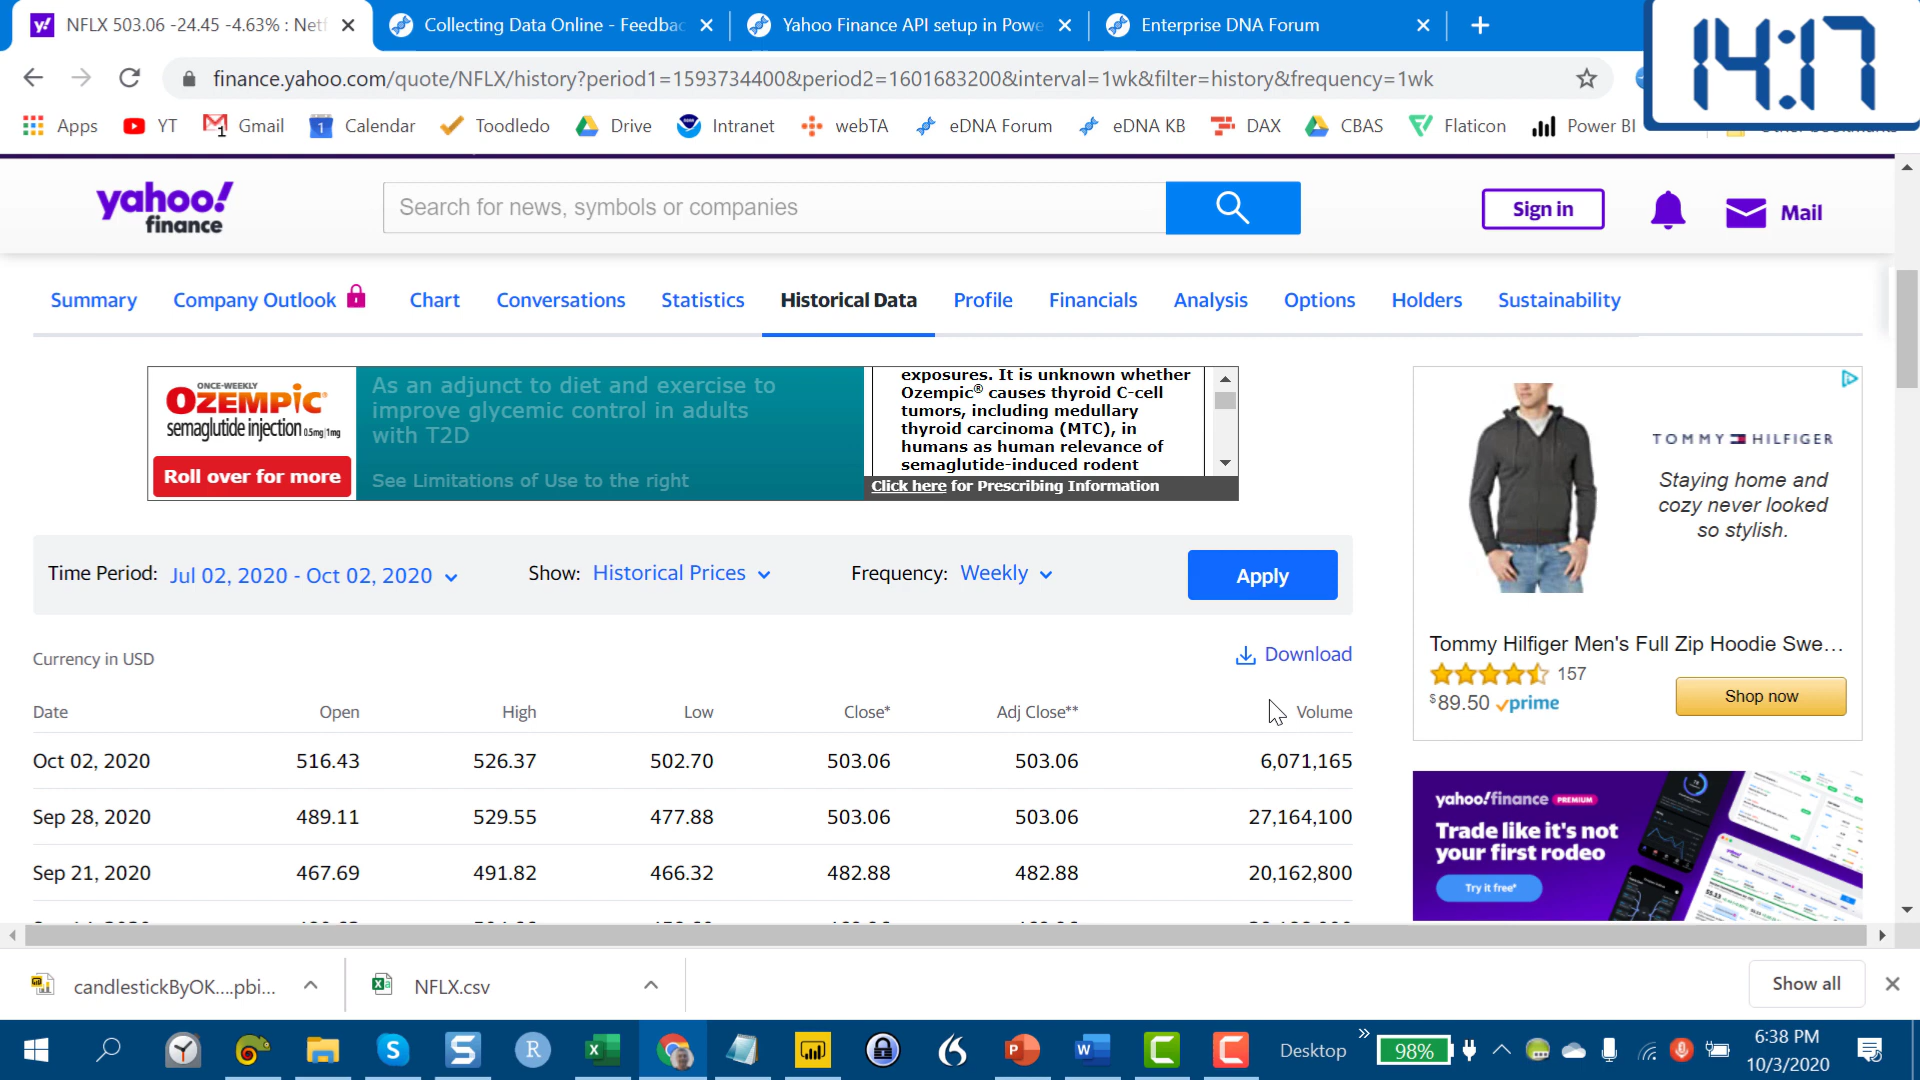 NFLX 503.06 -24.45 -4.63% : Netf
Collecting Data Online - Feedbac
Yahoo Finance API setup in Powe
Enterprise DNA Forum
14:17
finance.yahoo.com/quote/NFLX/history?period1=1593734400&period2=1601683200&interval=1wk&filter=history&frequency=1wk
Apps
YT
Gmail
Calendar
Toodledo
Drive
Intranet
webTA
eDNA Forum
eDNA KB
DAX
CBAS
Flaticon
Power BI
yahoo!
finance
Search for news, symbols or companies
Sign in
Mail
Summary
Company Outlook
Chart
Conversations
Statistics
Historical Data
Profile
Financials
Analysis
Options
Holders
Sustainability
ONCE-WEEKLY
OZEMPIC®
semaglutide injection 0.5mg|1mg
Roll over for more
As an adjunct to diet and exercise to
improve glycemic control in adults
with T2D
See Limitations of Use to the right
exposures. It is unknown whether
Ozempic® causes thyroid C-cell
tumors, including medullary
thyroid carcinoma (MTC), in
humans as human relevance of
semaglutide-induced rodent
Click here for Prescribing Information
TOMMY HILFIGER
Staying home and
cozy never looked
so stylish.
Tommy Hilfiger Men's Full Zip Hoodie Swe...
157
$89.50 prime
Shop now
Time Period: Jul 02, 2020 - Oct 02, 2020
Show: Historical Prices
Frequency: Weekly
Apply
Currency in USD
Download
Date Open High Low Close* Adj Close** Volume
Oct 02, 2020 516.43 526.37 502.70 503.06 503.06 6,071,165
Sep 28, 2020 489.11 529.55 477.88 503.06 503.06 27,164,100
Sep 21, 2020 467.69 491.82 466.32 482.88 482.88 20,162,800
yahoo!finance PREMIUM
Trade like it's not
your first rodeo
Try it free*
candlestickByOK....pbi...
NFLX.csv
Show all
Desktop
98%
6:38 PM
10/3/2020